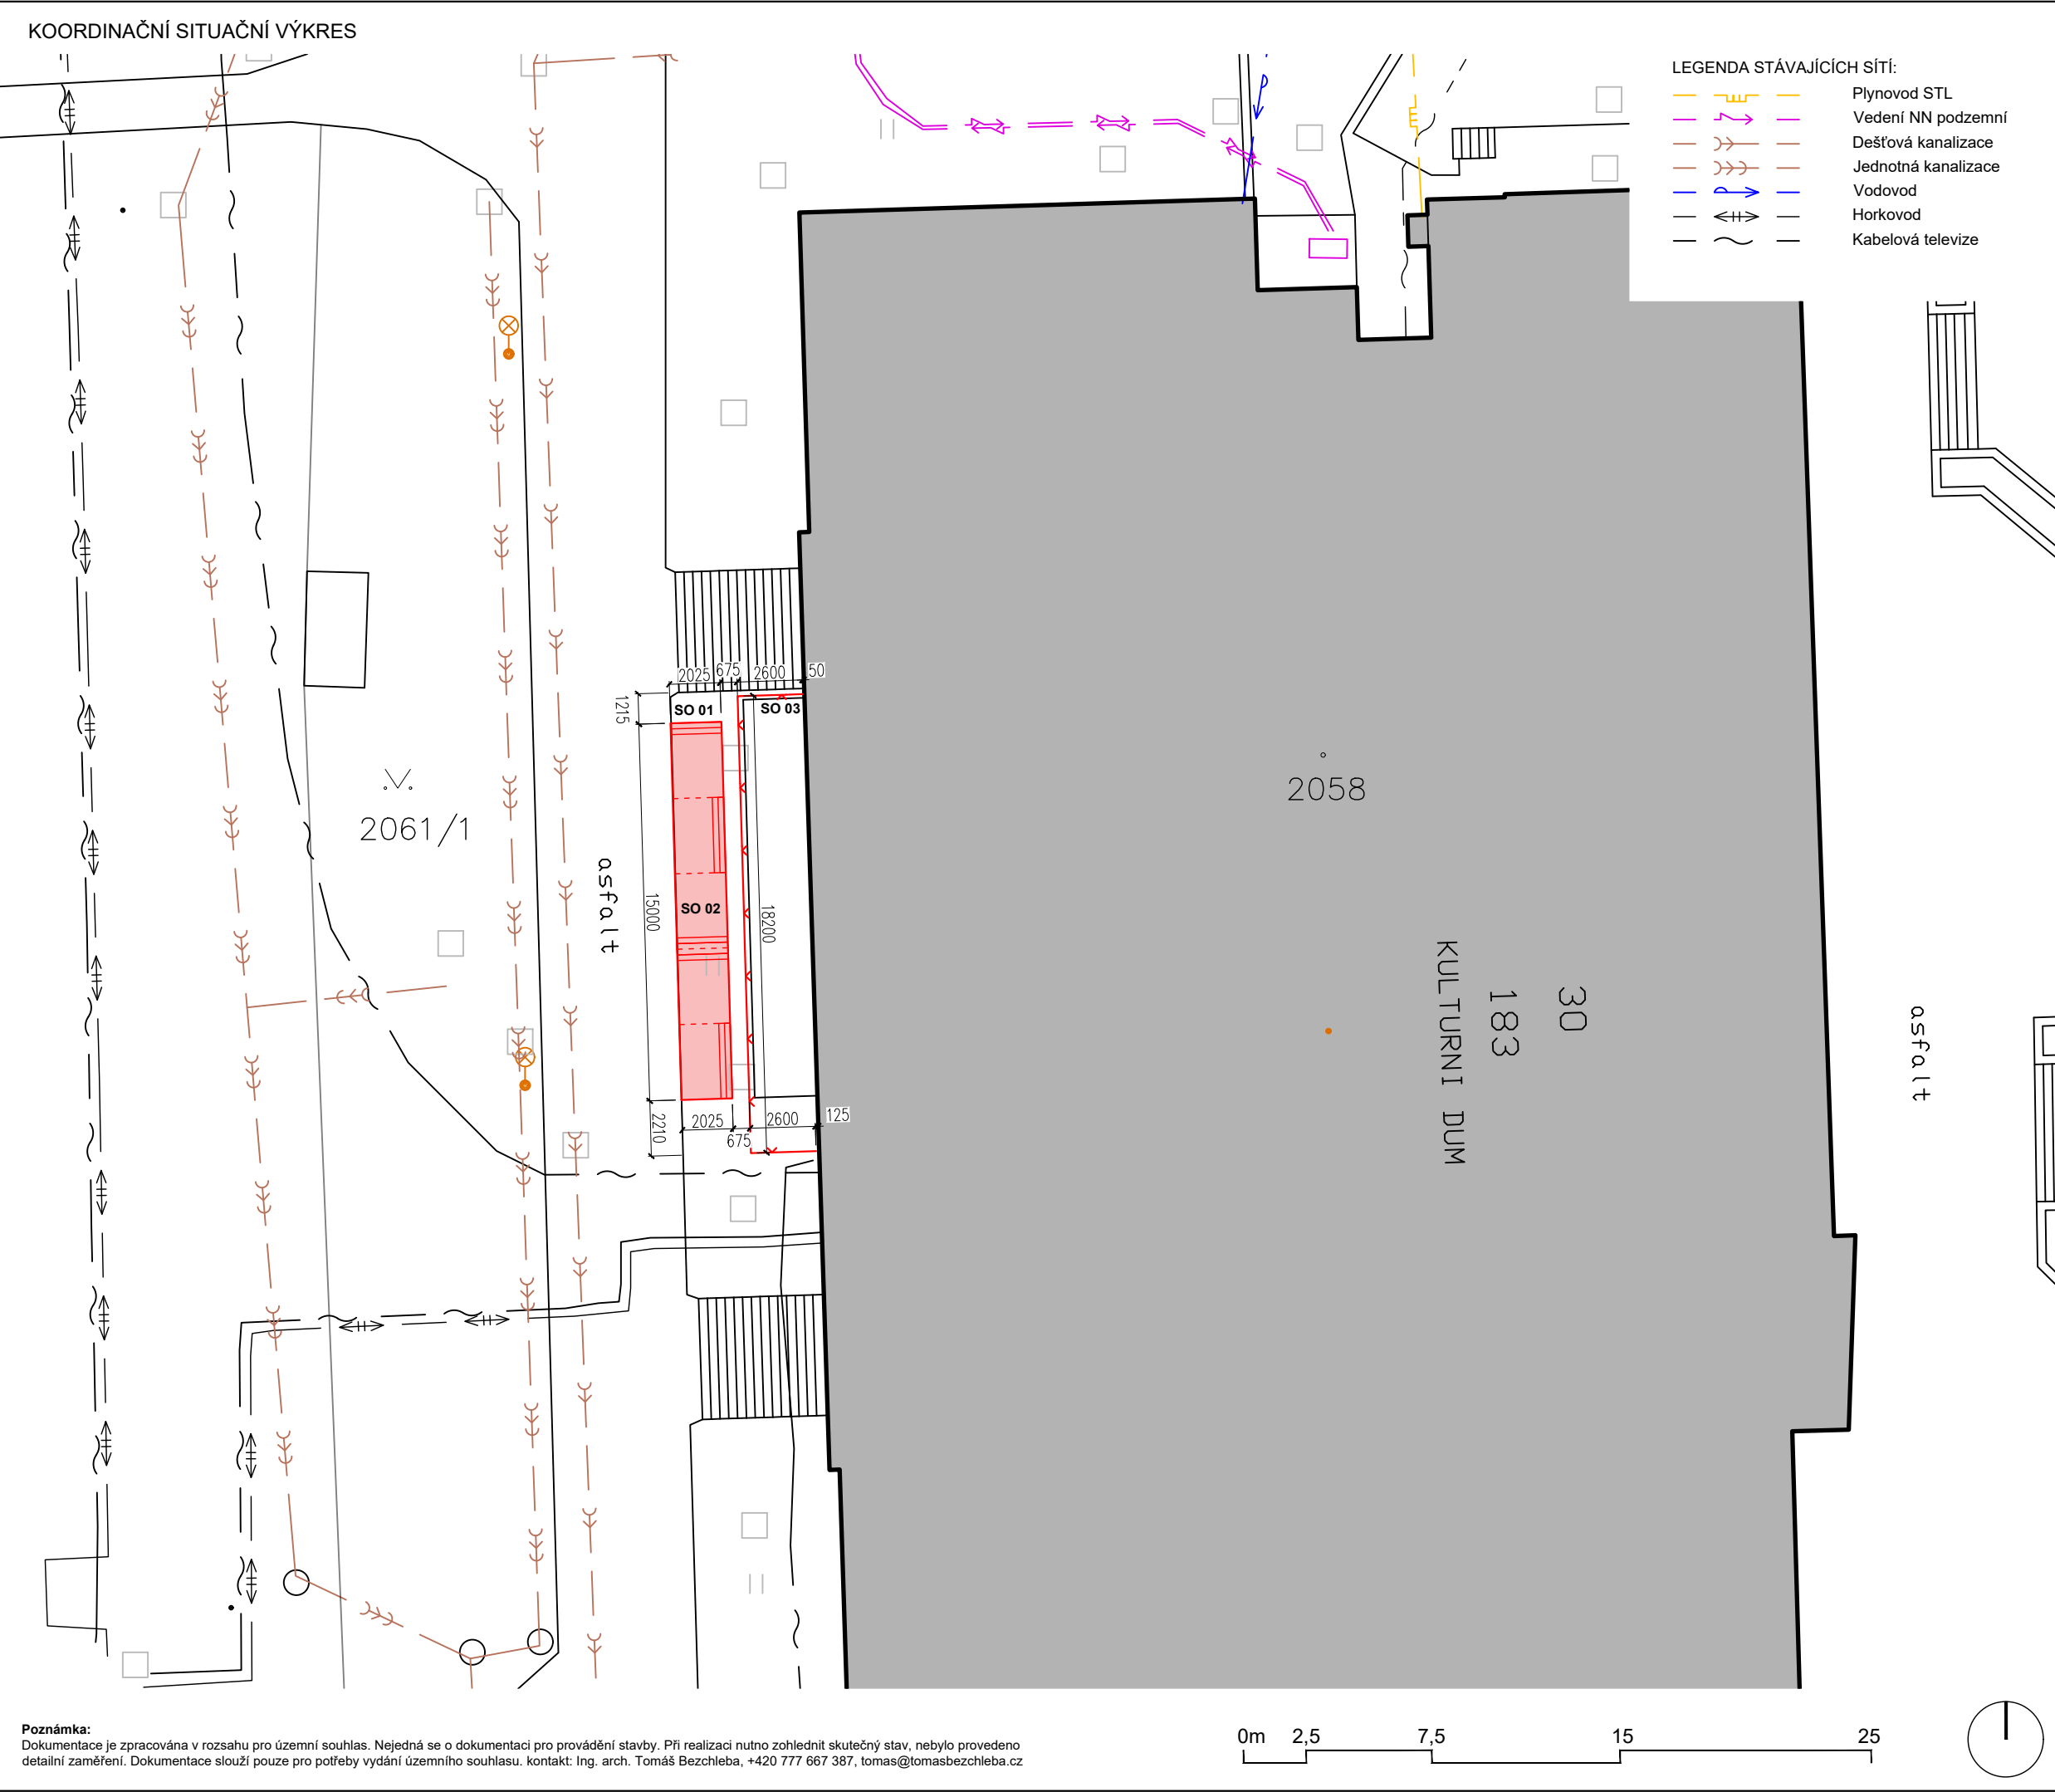 KOORDINAČNÍ SITUAČNÍ VÝKRES
LEGENDA STÁVAJÍCÍCH SÍTÍ:
Plynovod STL
Vedení NN podzemní
Dešťová kanalizace
Jednotná kanalizace
Vodovod
Horkovod
Kabelová televize
2025
675
2600
50
1215
SO 01
SO 03
2058
2061/1
asfalt
15000
SO 02
18200
KULTURNI DUM
183
30
asfalt
2210
2025
675
2600
125
Poznámka:
Dokumentace je zpracována v rozsahu pro územní souhlas. Nejedná se o dokumentaci pro provádění stavby. Při realizaci nutno zohlednit skutečný stav, nebylo provedeno
detailní zaměření. Dokumentace slouží pouze pro potřeby vydání územního souhlasu. kontakt: Ing. arch. Tomáš Bezchleba, +420 777 667 387, tomas@tomasbezchleba.cz
0m 2,5 7,5 15 25